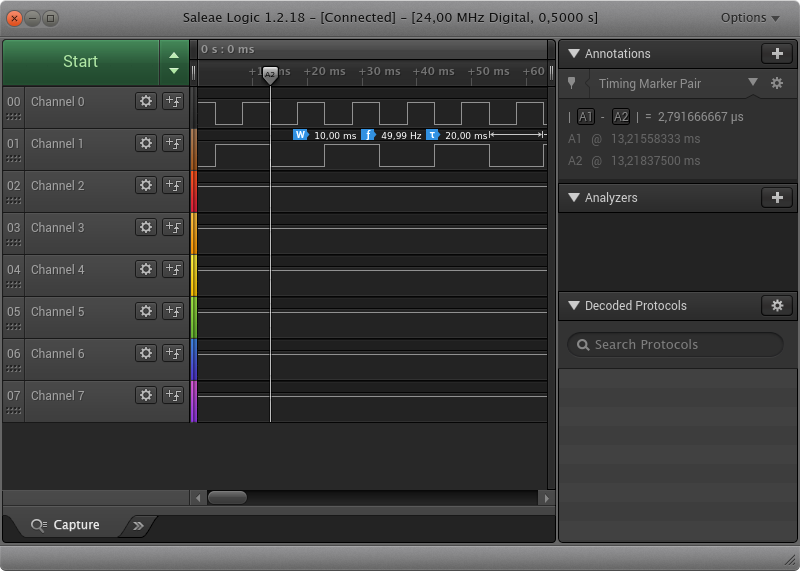 Saleae Logic 1.2.18 – [Connected] – [24,00 MHz Digital, 0,5000 s]
Options
Start
0 s : 0 ms
+20 ms
+30 ms
+40 ms
+50 ms
+60
A2
00 Channel 0
W 10,00 ms f 49,99 Hz τ 20,00 ms
01 Channel 1
02 Channel 2
03 Channel 3
04 Channel 4
05 Channel 5
06 Channel 6
07 Channel 7
Capture
Annotations
Timing Marker Pair
| A1 - A2 | = 2,791666667 µs
A1 @ 13,21558333 ms
A2 @ 13,21837500 ms
Analyzers
Decoded Protocols
Search Protocols